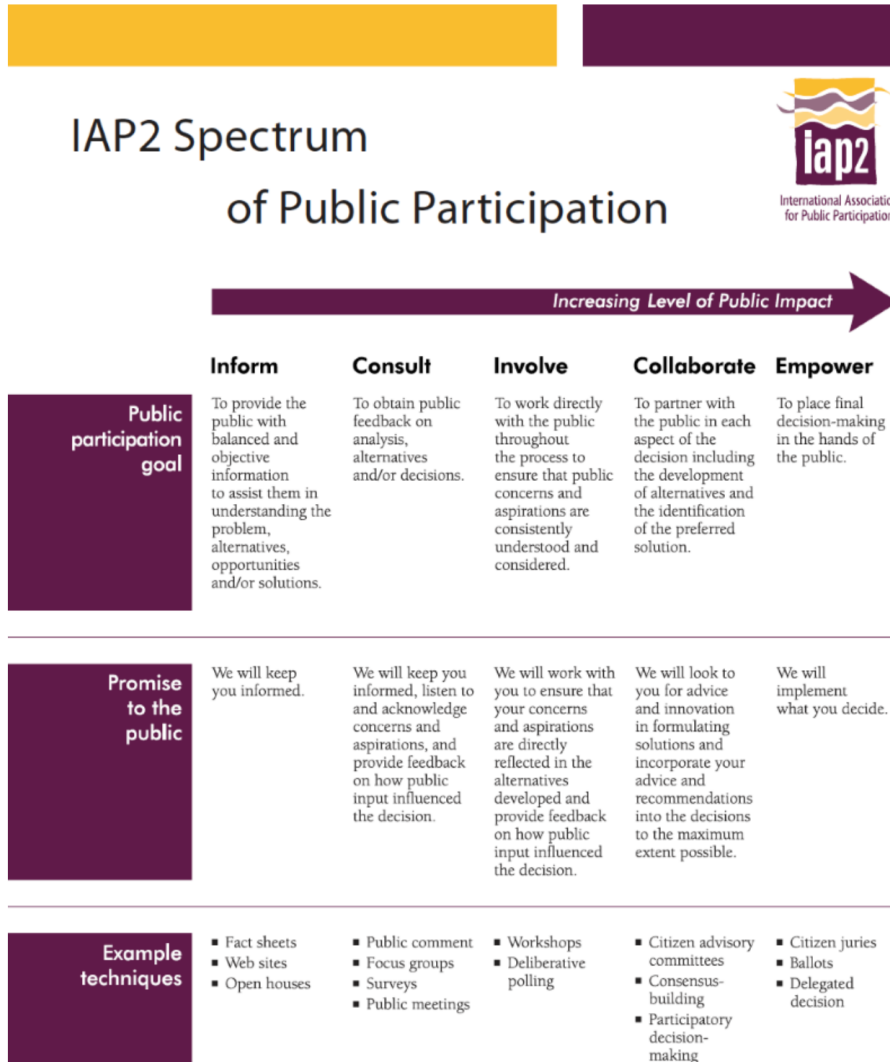 IAP2 Spectrum
of Public Participation
iap2
International Associatio
for Public Participation
Increasing Level of Public Impact
Inform
Consult
Involve
Collaborate
Empower
Public
participation
goal
To provide the
public with
balanced and
objective
information
to assist them in
understanding the
problem,
alternatives,
opportunities
and/or solutions.
To obtain public
feedback on
analysis,
alternatives
and/or decisions.
To work directly
with the public
throughout
the process to
ensure that public
concerns and
aspirations are
consistently
understood and
considered.
To partner with
the public in each
aspect of the
decision including
the development
of alternatives and
the identification
of the preferred
solution.
To place final
decision-making
in the hands of
the public.
Promise
to the
public
We will keep
you informed.
We will keep you
informed, listen to
and acknowledge
concerns and
aspirations, and
provide feedback
on how public
input influenced
the decision.
We will work with
you to ensure that
your concerns
and aspirations
are directly
reflected in the
alternatives
developed and
provide feedback
on how public
input influenced
the decision.
We will look to
you for advice
and innovation
in formulating
solutions and
incorporate your
advice and
recommendations
into the decisions
to the maximum
extent possible.
We will
implement
what you decide.
Example
techniques
▪ Fact sheets
▪ Web sites
▪ Open houses
▪ Public comment
▪ Focus groups
▪ Surveys
▪ Public meetings
▪ Workshops
▪ Deliberative
polling
▪ Citizen advisory
committees
▪ Consensus-
building
▪ Participatory
decision-
making
▪ Citizen juries
▪ Ballots
▪ Delegated
decision